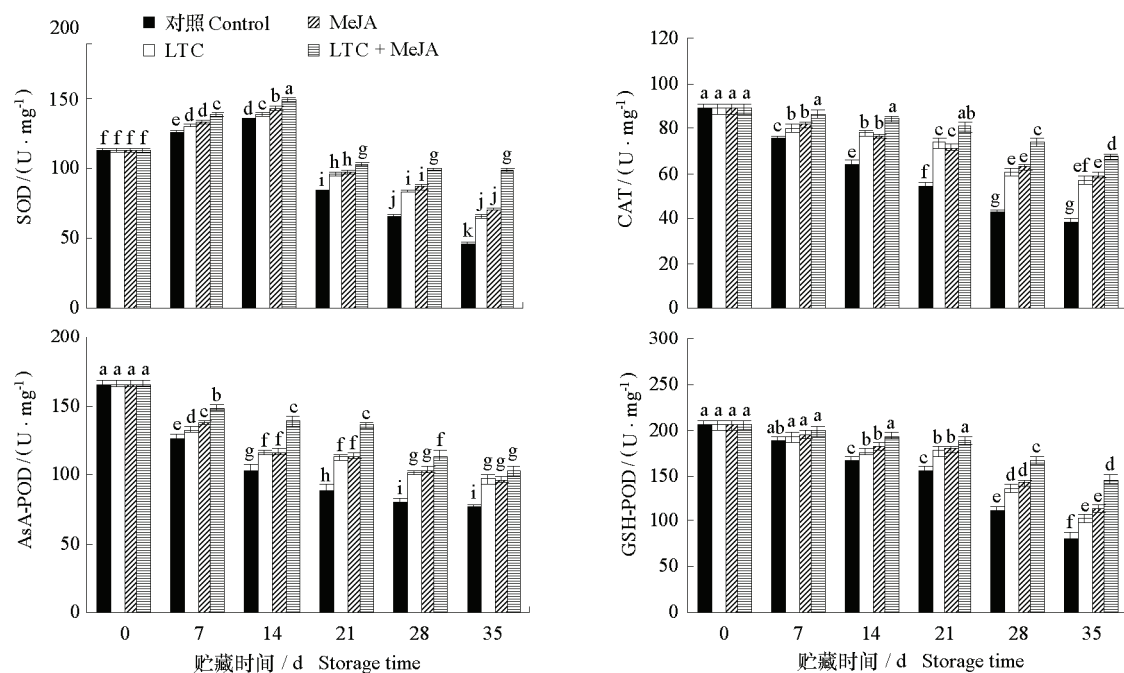 对照 Control
MeJA
LTC
LTC + MeJA
SOD / (U · mg⁻¹)
200
150
100
50
0
f f f f
e d d c
d c b a
i h h g
j i i g
k j j g
CAT / (U · mg⁻¹)
120
100
80
60
40
20
0
a a a a
c b b a
c b b a
f c c ab
g e e c
g ef e d
AsA-POD / (U · mg⁻¹)
200
150
100
50
0
a a a a
e d c b
g f f c
h f f c
i g g f
i g g g
0 7 14 21 28 35
贮藏时间 / d Storage time
GSH-POD / (U · mg⁻¹)
300
250
200
150
100
50
0
a a a a
ab a a a
c b b a
c b b a
e d d c
f e e d
0 7 14 21 28 35
贮藏时间 / d Storage time